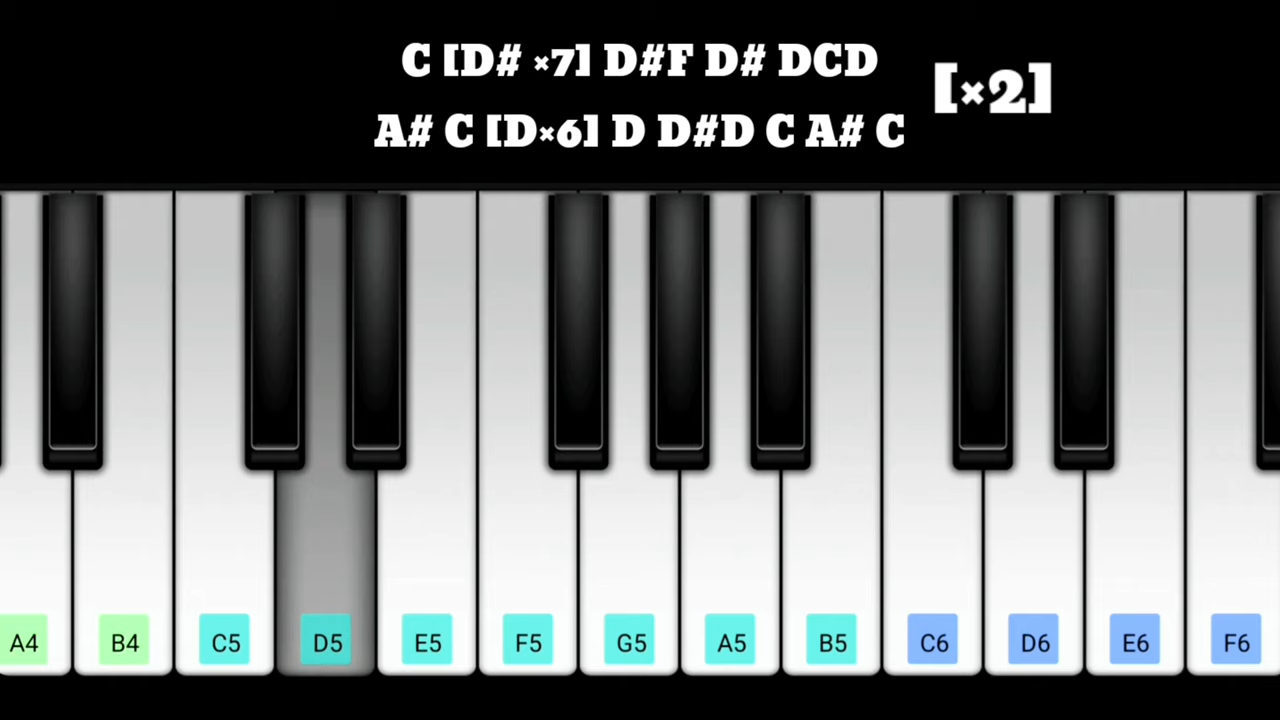 C [D# ×7] D#F D# DCD
[×2]
A# C [D×6] D D#D C A# C
A4 B4 C5 D5 E5 F5 G5 A5 B5 C6 D6 E6 F6